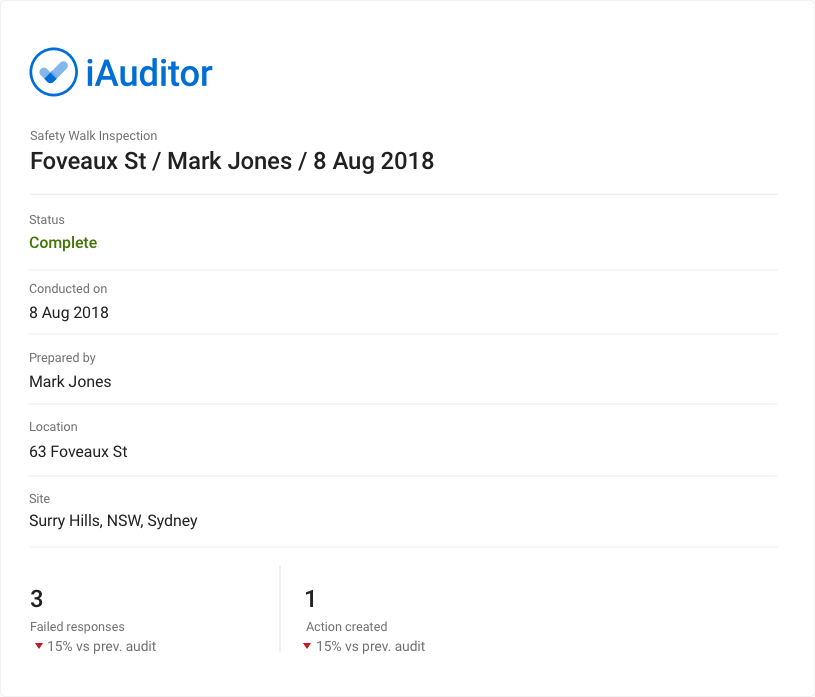 iAuditor
Safety Walk Inspection
Foveaux St / Mark Jones / 8 Aug 2018
Status
Complete
Conducted on
8 Aug 2018
Prepared by
Mark Jones
Location
63 Foveaux St
Site
Surry Hills, NSW, Sydney
3
Failed responses
15% vs prev. audit
1
Action created
15% vs prev. audit